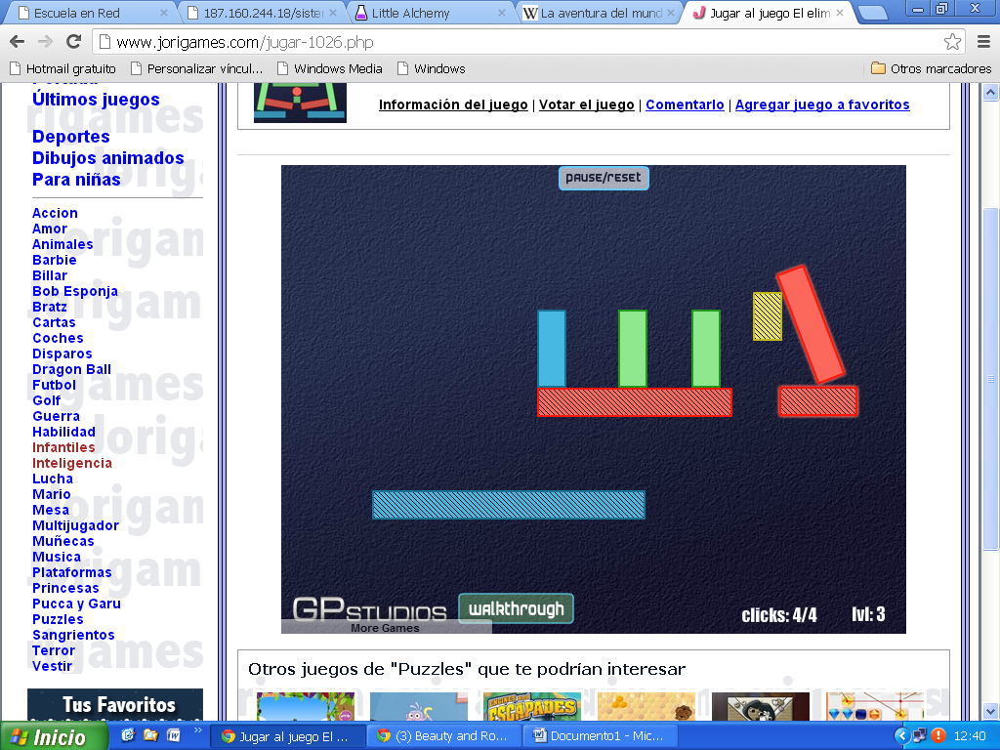 Escuela en Red
187.160.244.18/sister
Little Alchemy
La aventura del mund
Jugar al juego El elim
www.jorigames.com/jugar-1026.php
Hotmail gratuito
Personalizar víncul...
Windows Media
Windows
Otros marcadores
Últimos juegos
Deportes
Dibujos animados
Para niñas
Accion
Amor
Animales
Barbie
Billar
Bob Esponja
Bratz
Cartas
Coches
Disparos
Dragon Ball
Futbol
Golf
Guerra
Habilidad
Infantiles
Inteligencia
Lucha
Mario
Mesa
Multijugador
Muñecas
Musica
Plataformas
Princesas
Pucca y Garu
Puzzles
Sangrientos
Terror
Vestir
Tus Favoritos
Información del juego | Votar el juego | Comentarlo | Agregar juego a favoritos
PAUSE/RESET
GP STUDIOS
walkthrough
More Games
clicks: 4/4
lvl: 3
Otros juegos de "Puzzles" que te podrían interesar
ESCAPADES
Inicio
Jugar al juego El ...
(3) Beauty and Ro...
Documento1 - Mic...
12:40